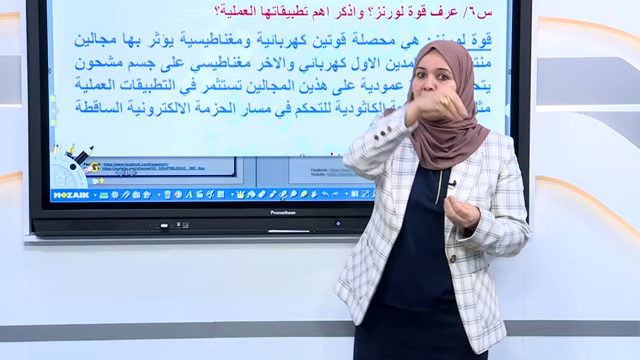 س٦/ عرف قوة لورنز؟ واذكر اهم تطبيقاتها العملية؟
قوة لورنز: هي محصلة قوتين كهربائية ومغناطيسية يؤثر بها مجالين
امدين الاول كهربائي والاخر مغناطيسي على جسم مشحون
عمودية على هذين المجالين تستثمر في التطبيقات العملية
الكاثودية للتحكم في مسار الحزمة الالكترونية الساقطة
MOZAIK
Promethean